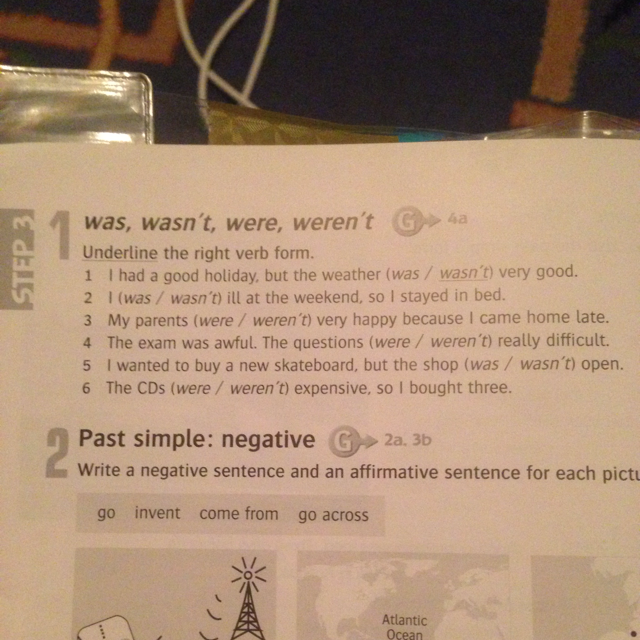 STEP 3
1 was, wasn't, were, weren't G 4a
Underline the right verb form.
1 I had a good holiday, but the weather (was / wasn't) very good.
2 I (was / wasn't) ill at the weekend, so I stayed in bed.
3 My parents (were / weren't) very happy because I came home late.
4 The exam was awful. The questions (were / weren't) really difficult.
5 I wanted to buy a new skateboard, but the shop (was / wasn't) open.
6 The CDs (were / weren't) expensive, so I bought three.
2 Past simple: negative G 2a, 3b
Write a negative sentence and an affirmative sentence for each pictu
go invent come from go across
Atlantic
Ocean